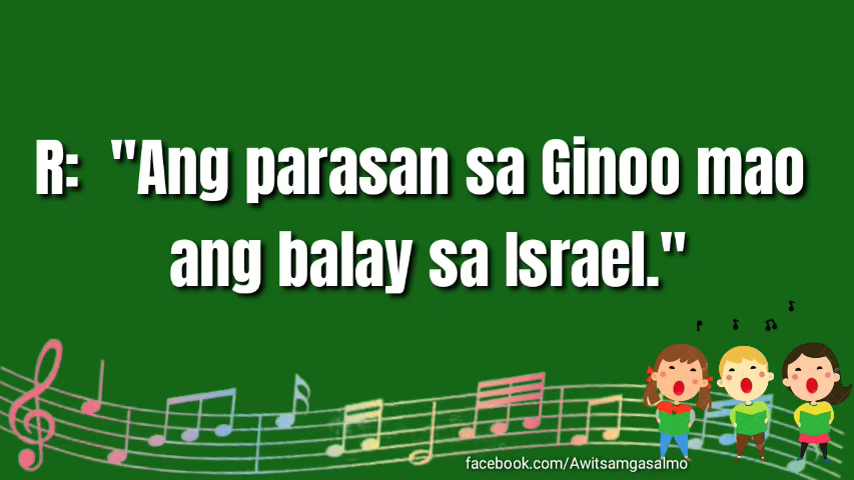 R: "Ang parasan sa Ginoo mao
ang balay sa Israel."
facebook.com/Awitsamgasalmo